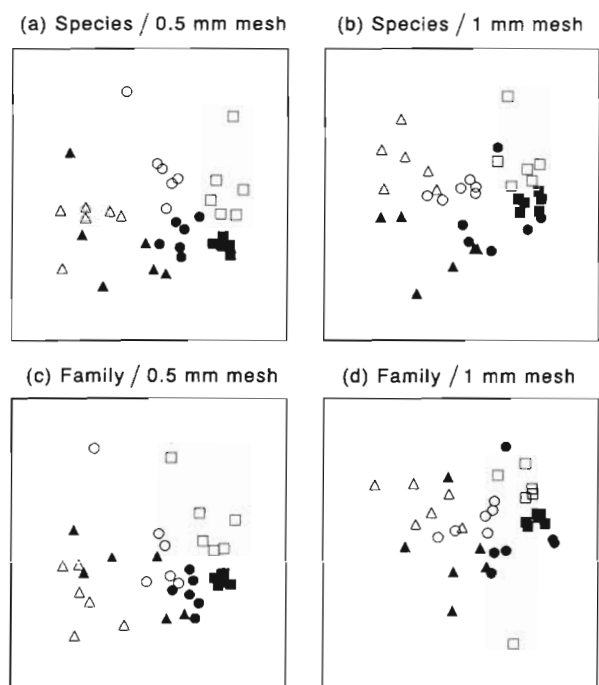 (a) Species / 0.5 mm mesh
(b) Species / 1 mm mesh
(c) Family / 0.5 mm mesh
(d) Family / 1 mm mesh